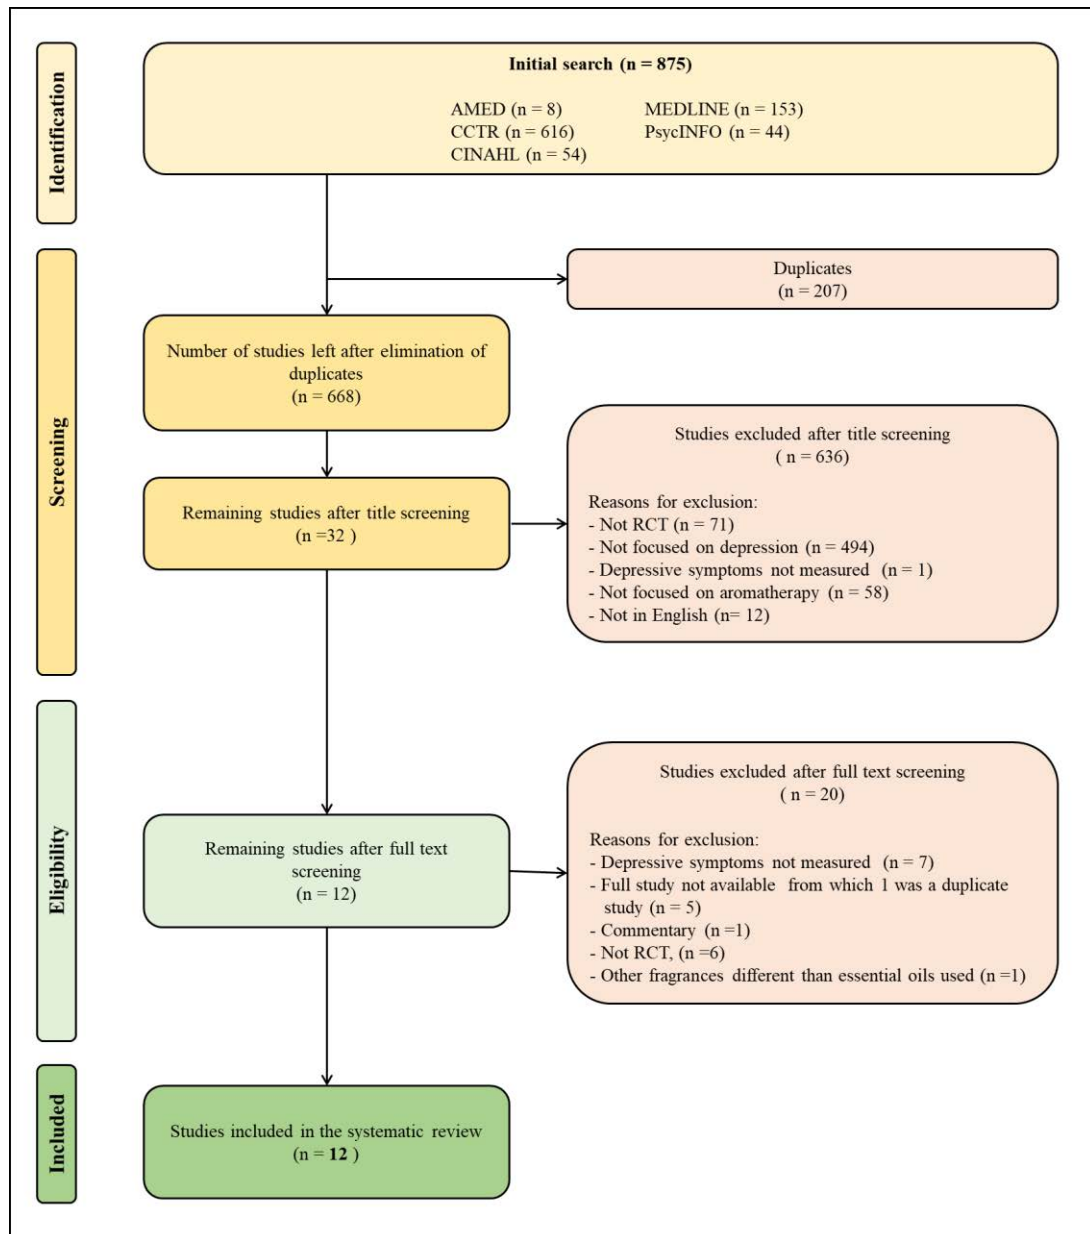 Identification
Initial search (n = 875)
AMED (n = 8)
CCTR (n = 616)
CINAHL (n = 54)
MEDLINE (n = 153)
PsycINFO (n = 44)
Screening
Duplicates
(n = 207)
Number of studies left after elimination of
duplicates
(n = 668)
Remaining studies after title screening
(n =32 )
Studies excluded after title screening
( n = 636)
Reasons for exclusion:
- Not RCT (n = 71)
- Not focused on depression (n = 494)
- Depressive symptoms not measured (n = 1)
- Not focused on aromatherapy (n = 58)
- Not in English (n= 12)
Eligibility
Remaining studies after full text
screening
(n = 12)
Studies excluded after full text screening
( n = 20)
Reasons for exclusion:
- Depressive symptoms not measured (n = 7)
- Full study not available from which 1 was a duplicate
study (n = 5)
- Commentary (n =1)
- Not RCT, (n =6)
- Other fragrances different than essential oils used (n =1)
Included
Studies included in the systematic review
(n = 12 )